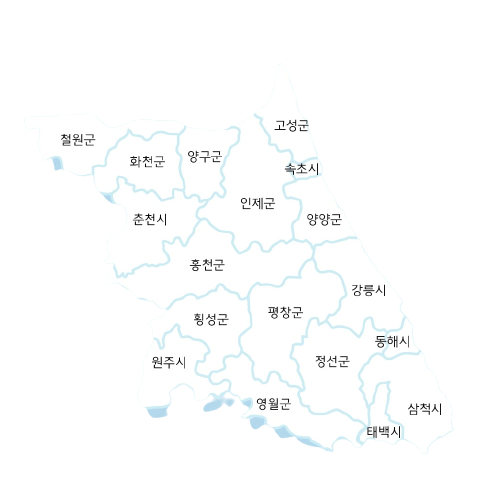 고성군
철원군
양구군
화천군
속초시
인제군
춘천시
양양군
홍천군
강릉시
평창군
횡성군
동해시
정선군
원주시
영월군
삼척시
태백시